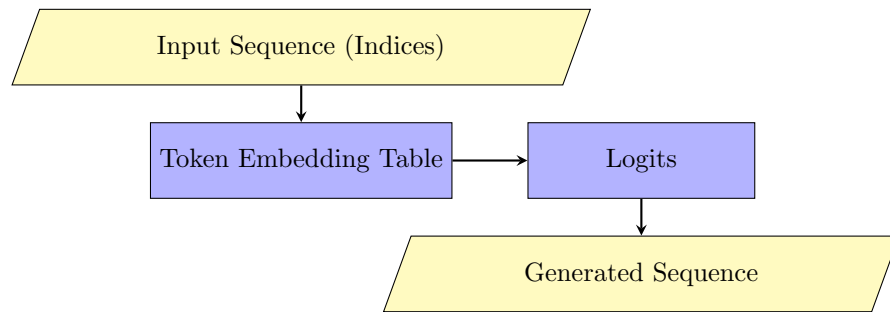 Input Sequence (Indices)
Token Embedding Table
Logits
Generated Sequence